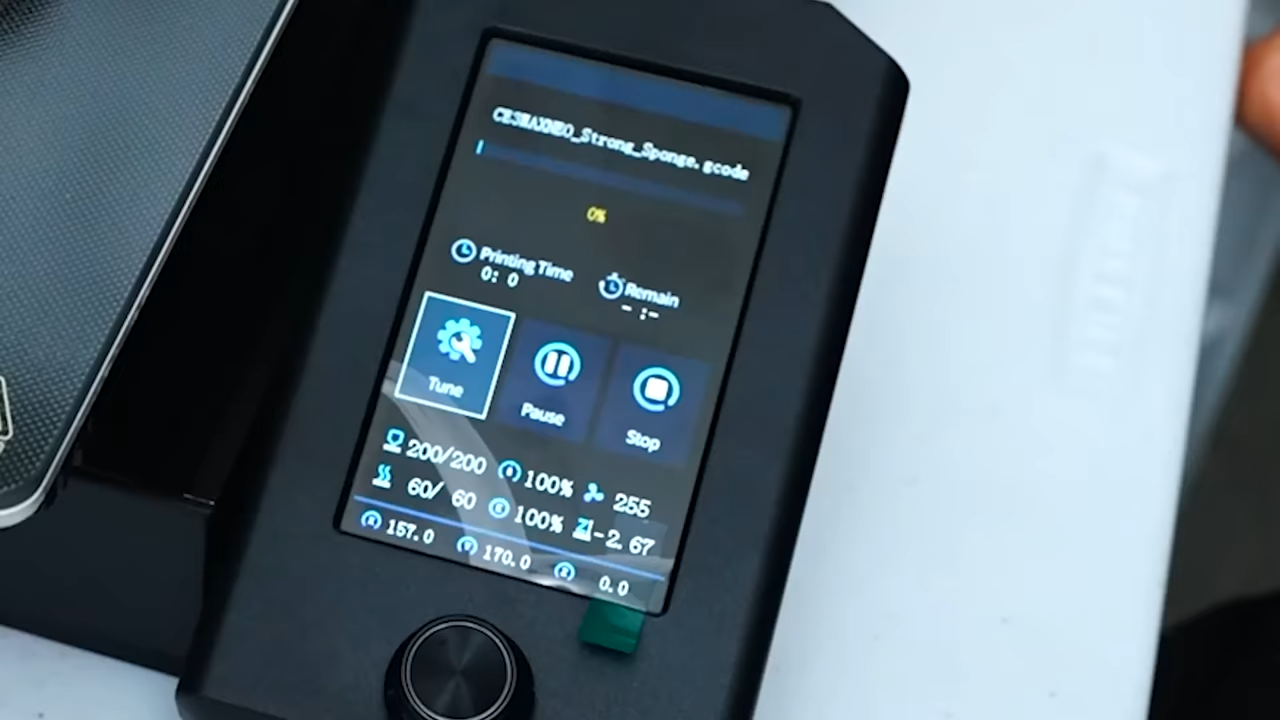 CE3MAXNEO_Strong_Sponge.gcode
0%
Printing Time
0: 0
Remain
- :-
Tune
Pause
Stop
200/200 100% 255
60/ 60 100% Z -2.67
X 157.0 Y 170.0 Z 0.0